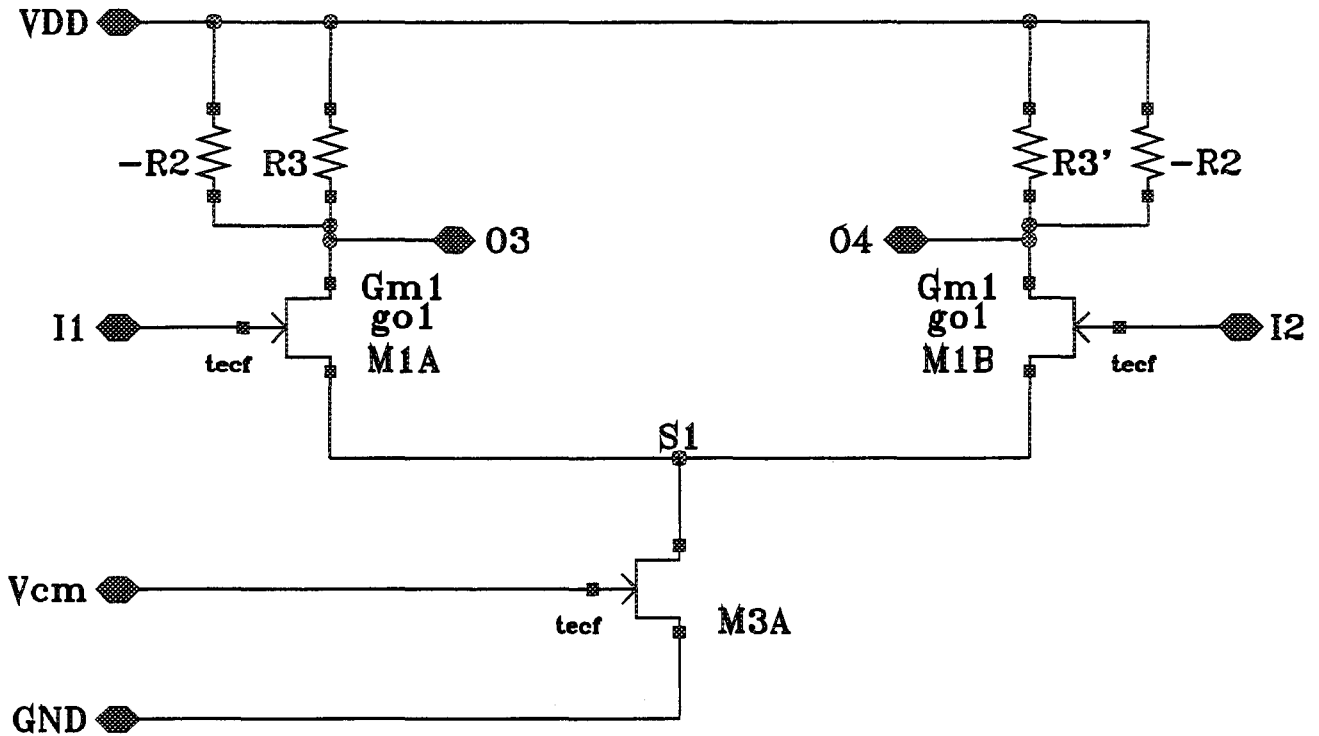 VDD
-R2
R3
R3'
-R2
O3
O4
Gm1
go1
M1A
Gm1
go1
M1B
I1
I2
tecf
tecf
S1
Vcm
tecf
M3A
GND